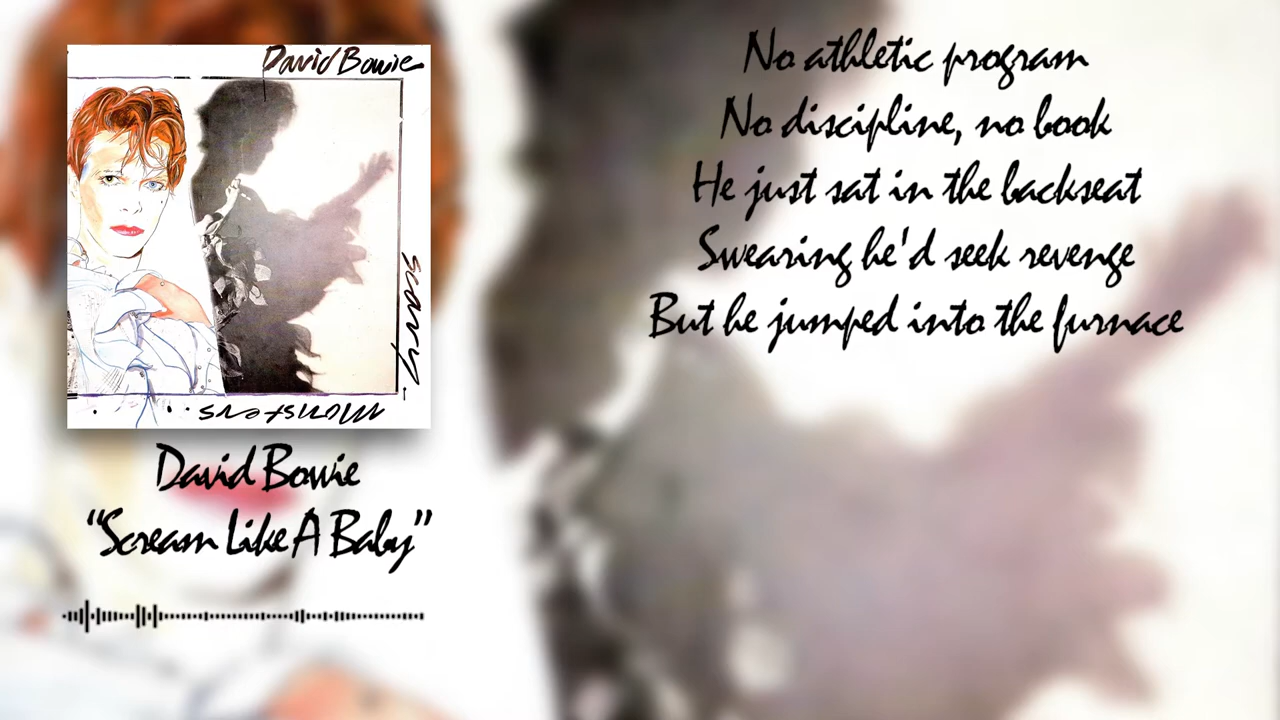 David Bowie
scary
monsters
David Bowie
“Scream Like A Baby”
No athletic program
No discipline, no book
He just sat in the backseat
Swearing he'd seek revenge
But he jumped into the furnace